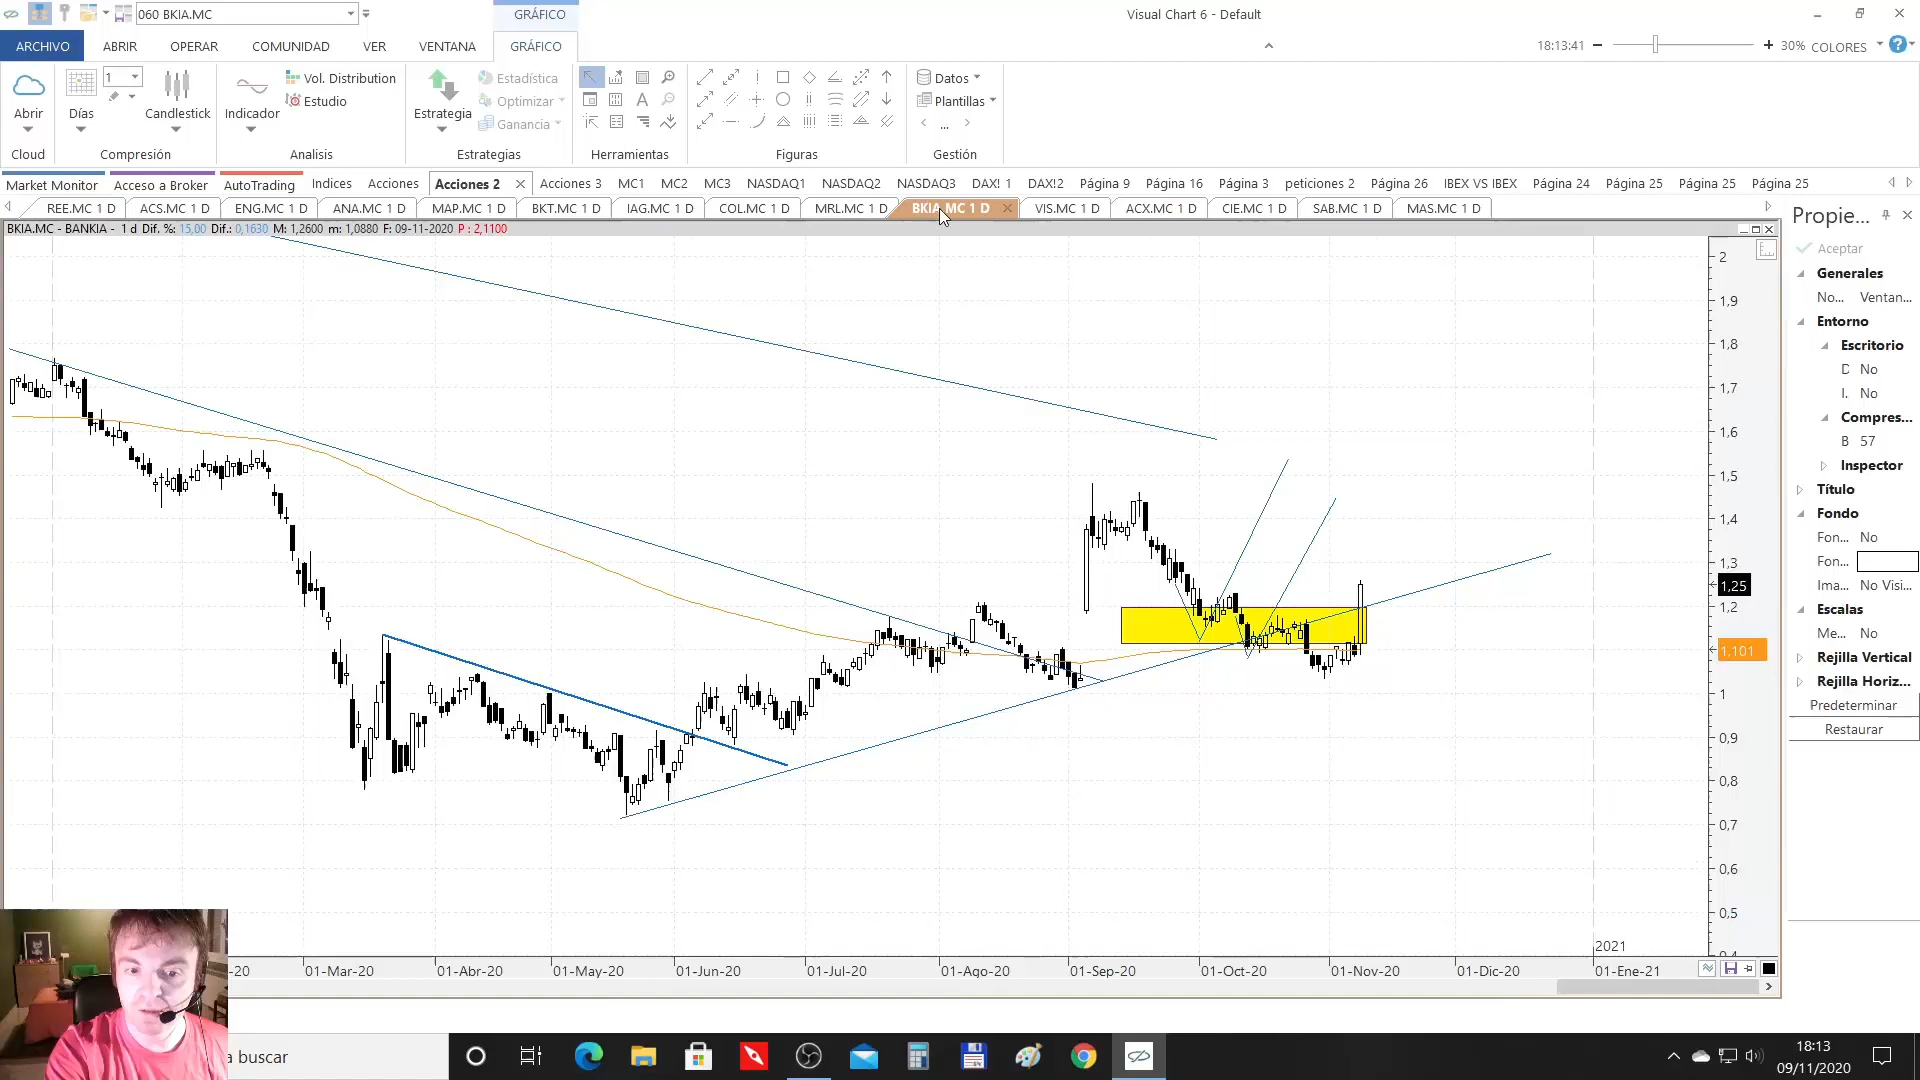 060 BKIA.MC GRÁFICO Visual Chart 6 - Default
ARCHIVO ABRIR OPERAR COMUNIDAD VER VENTANA GRÁFICO 18:13:41 30% COLORES
1 Vol. Distribution Estadística Datos
Estudio Optimizar Plantillas
Abrir Días Candlestick Indicador Estrategia Ganancia ...
Cloud Compresión Analisis Estrategias Herramientas Figuras Gestión
Market Monitor Acceso a Broker AutoTrading Indices Acciones Acciones 2 Acciones 3 MC1 MC2 MC3 NASDAQ1 NASDAQ2 NASDAQ3 DAX! 1 DAX!2 Página 9 Página 16 Página 3 peticiones 2 Página 26 IBEX VS IBEX Página 24 Página 25 Página 25 Página 25
REE.MC 1 D ACS.MC 1 D ENG.MC 1 D ANA.MC 1 D MAP.MC 1 D BKT.MC 1 D IAG.MC 1 D COL.MC 1 D MRL.MC 1 D BKIA.MC 1 D VIS.MC 1 D ACX.MC 1 D CIE.MC 1 D SAB.MC 1 D MAS.MC 1 D
BKIA.MC - BANKIA - 1 d Dif. %: 15,00 Dif.: 0,1630 M: 1,2600 m: 1,0880 F: 09-11-2020 P : 2,1100
2
1,9
1,8
1,7
1,6
1,5
1,4
1,3
1,25
1,2
1,101
1
0,9
0,8
0,7
0,6
0,5
0,4
2021
-20 01-Mar-20 01-Abr-20 01-May-20 01-Jun-20 01-Jul-20 01-Ago-20 01-Sep-20 01-Oct-20 01-Nov-20 01-Dic-20 01-Ene-21
Propie...
Aceptar
Generales
No... Ventan...
Entorno
Escritorio
D No
I. No
Compres...
B 57
Inspector
Título
Fondo
Fon... No
Fon...
Ima... No Visi...
Escalas
Me... No
Rejilla Vertical
Rejilla Horiz...
Predeterminar
Restaurar
a buscar
18:13
09/11/2020